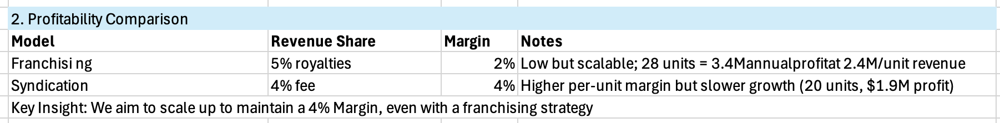 2. Profitability Comparison
Model Revenue Share Margin Notes
Franchisi ng 5% royalties 2% Low but scalable; 28 units = 3.4Mannualprofitat 2.4M/unit revenue
Syndication 4% fee 4% Higher per-unit margin but slower growth (20 units, $1.9M profit)
Key Insight: We aim to scale up to maintain a 4% Margin, even with a franchising strategy